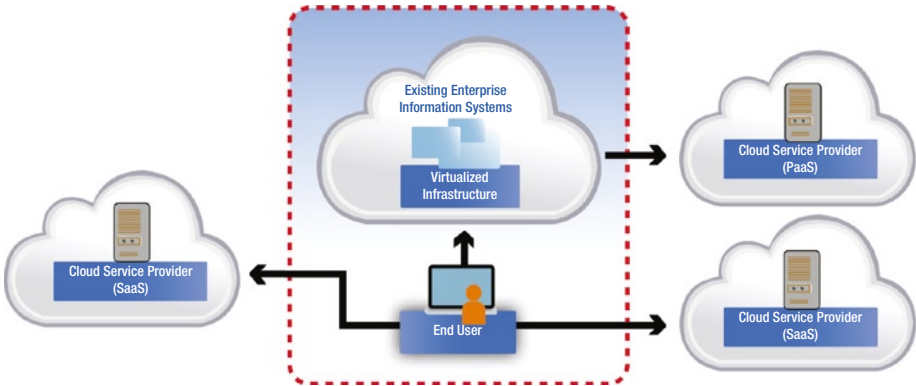 Existing Enterprise
Information Systems
Virtualized
Infrastructure
Cloud Service Provider
(PaaS)
Cloud Service Provider
(SaaS)
End User
Cloud Service Provider
(SaaS)